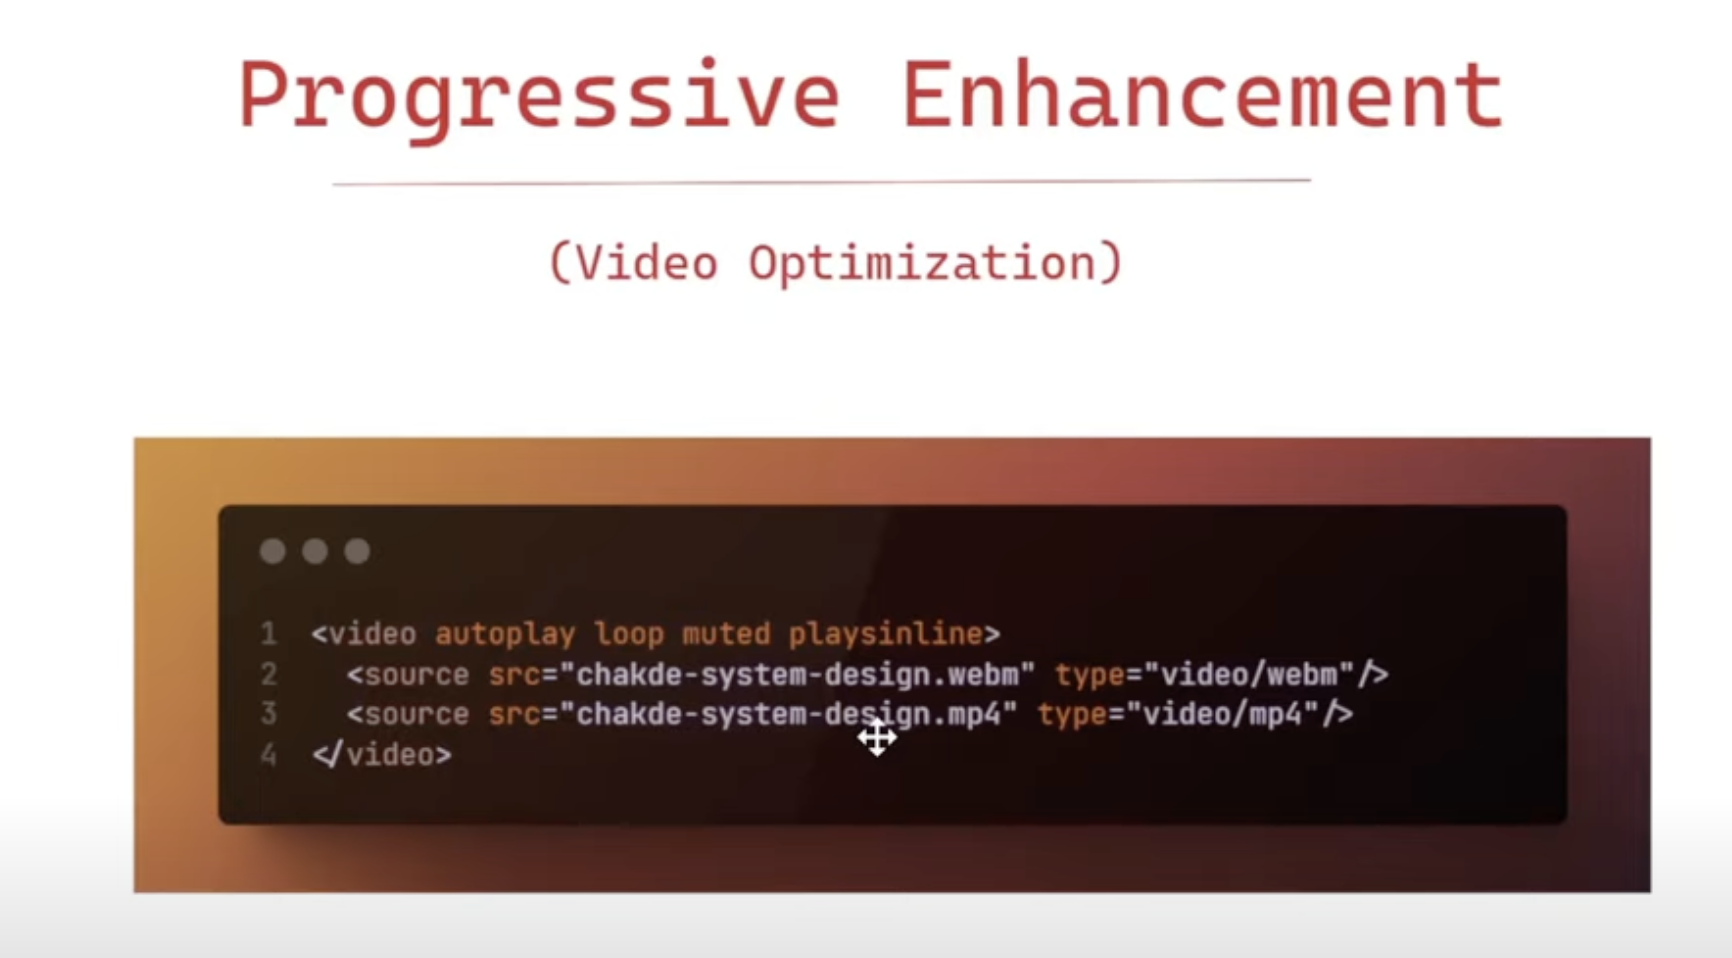 Progressive Enhancement
(Video Optimization)
1 <video autoplay loop muted playsinline>
2 <source src="chakde-system-design.webm" type="video/webm"/>
3 <source src="chakde-system-design.mp4" type="video/mp4"/>
4 </video>